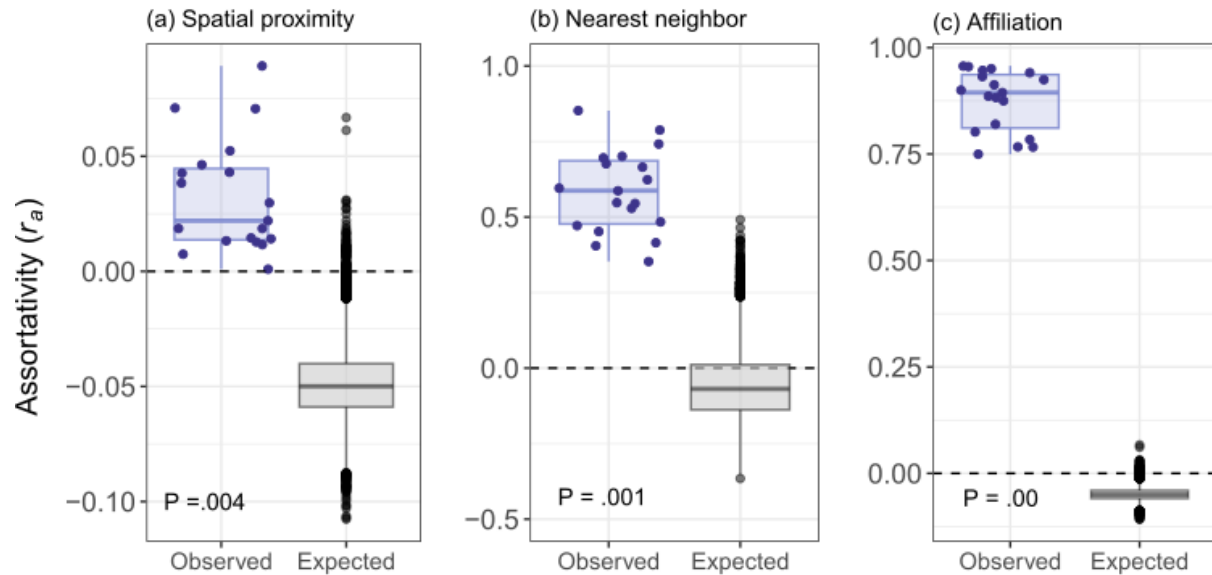 (a) Spatial proximity
(b) Nearest neighbor
(c) Affiliation
Assortativity (rₐ)
0.05
0.00
−0.05
−0.10
P =.004
Observed
Expected
1.0
0.5
0.0
−0.5
P = .001
Observed
Expected
1.00
0.75
0.50
0.25
0.00
P = .00
Observed
Expected